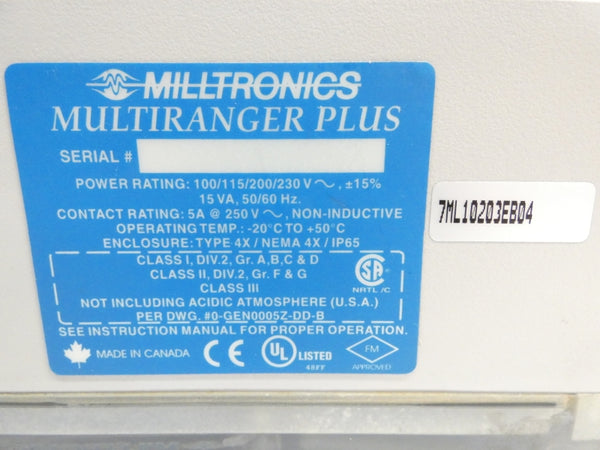 MILLTRONICS
MULTIRANGER PLUS
SERIAL #
POWER RATING: 100/115/200/230 V ~, ±15%
15 VA, 50/60 Hz.
CONTACT RATING: 5A @ 250 V ~, NON-INDUCTIVE
OPERATING TEMP.: -20°C TO +50°C
ENCLOSURE: TYPE 4X / NEMA 4X / IP65
CLASS I, DIV.2, Gr. A,B,C & D
CLASS II, DIV.2, Gr. F & G
CLASS III
NOT INCLUDING ACIDIC ATMOSPHERE (U.S.A.)
PER DWG. #0-GEN0005Z-DD-B
SA
NRTL /C
SEE INSTRUCTION MANUAL FOR PROPER OPERATION.
MADE IN CANADA
CE
UL
LISTED
48FF
FM
APPROVED
7ML10203EB04